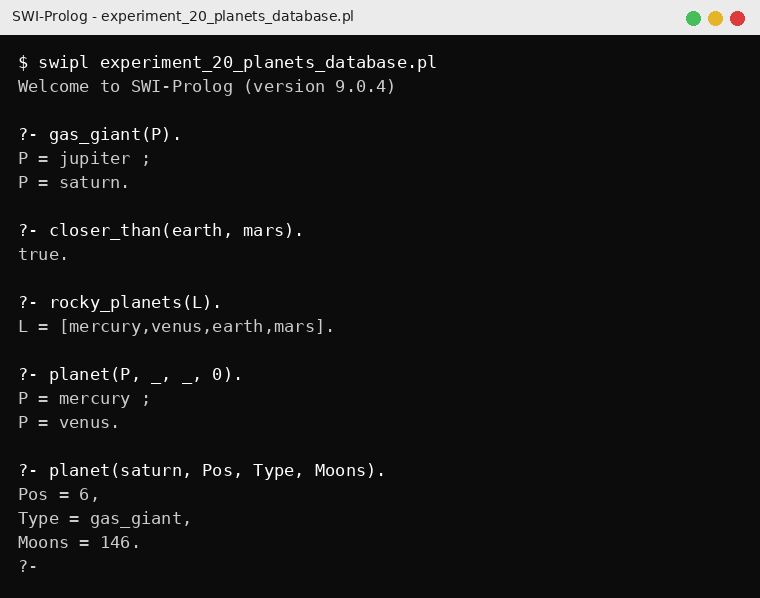 SWI-Prolog - experiment_20_planets_database.pl
$ swipl experiment_20_planets_database.pl
Welcome to SWI-Prolog (version 9.0.4)
?- gas_giant(P).
P = jupiter ;
P = saturn.
?- closer_than(earth, mars).
true.
?- rocky_planets(L).
L = [mercury,venus,earth,mars].
?- planet(P, _, _, 0).
P = mercury ;
P = venus.
?- planet(saturn, Pos, Type, Moons).
Pos = 6,
Type = gas_giant,
Moons = 146.
?-